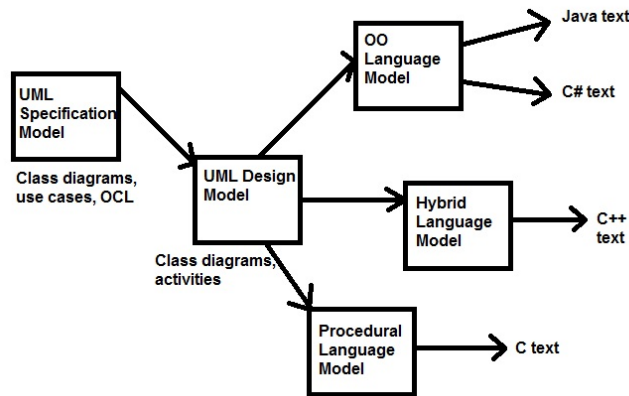 UML
Specification
Model
Class diagrams,
use cases, OCL
UML Design
Model
Class diagrams,
activities
OO
Language
Model
Java text
C# text
Hybrid
Language
Model
C++
text
Procedural
Language
Model
C text